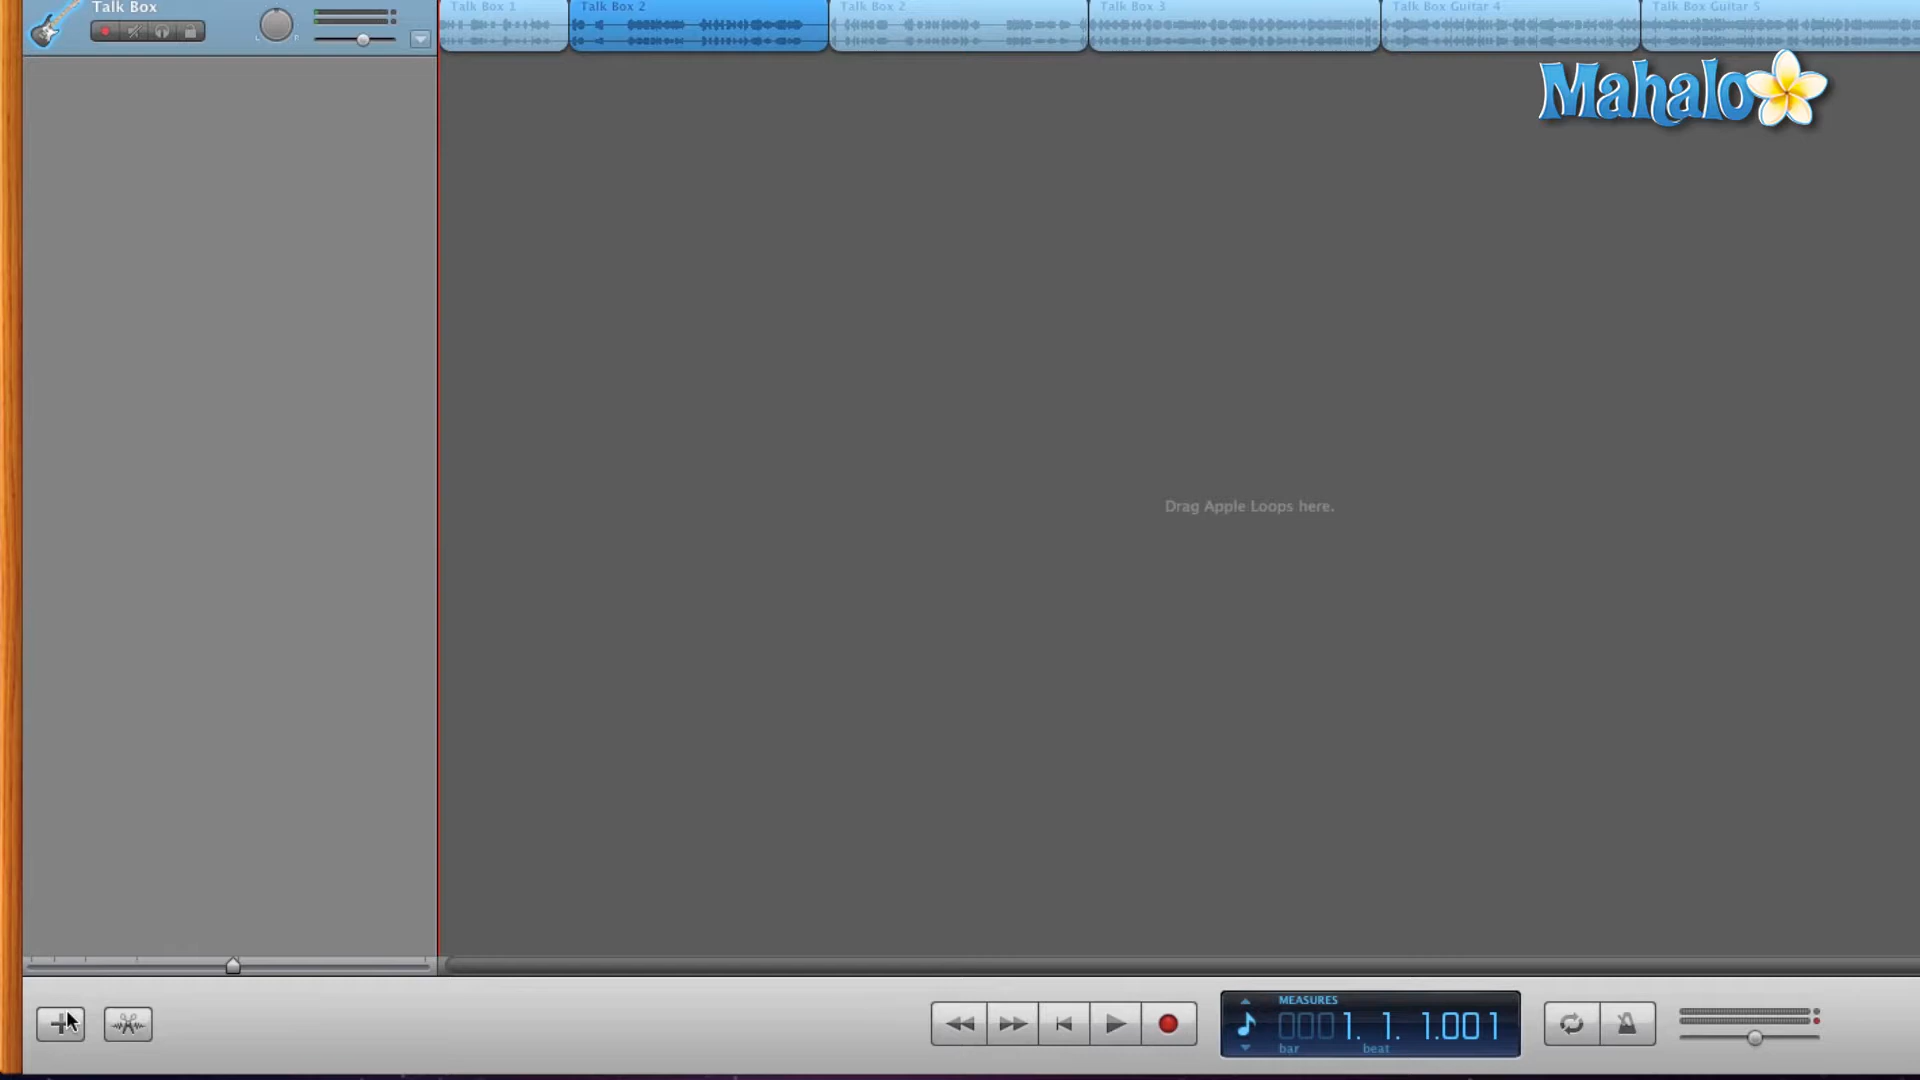 Talk Box
Talk Box 1
Talk Box 2
Talk Box 2
Talk Box 3
Talk Box Guitar 4
Talk Box Guitar 5
L R
Mahalo
Drag Apple Loops here.
MEASURES
0001. 1. 1.001
bar beat